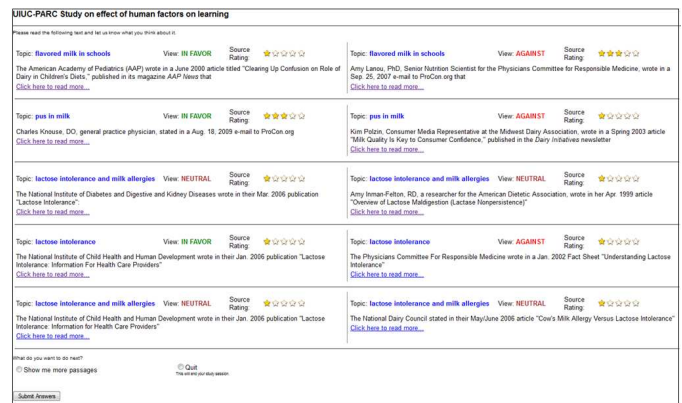 UIUC-PARC Study on effect of human factors on learning
Please read the following text and let us know what you think about it.
Topic: flavored milk in schools View: IN FAVOR Source Rating:
The American Academy of Pediatrics (AAP) wrote in a June 2000 article titled "Clearing Up Confusion on Role of
Dairy in Children's Diets," published in its magazine AAP News that
Click here to read more...
Topic: flavored milk in schools View: AGAINST Source Rating:
Amy Lanou, PhD, Senior Nutrition Scientist for the Physicians Committee for Responsible Medicine, wrote in a
Sep. 25, 2007 e-mail to ProCon.org that
Click here to read more...
Topic: pus in milk View: IN FAVOR Source Rating:
Charles Knouse, DO, general practice physician, stated in a Aug. 18, 2009 e-mail to ProCon.org
Click here to read more...
Topic: pus in milk View: AGAINST Source Rating:
Kim Polzin, Consumer Media Representative at the Midwest Dairy Association, wrote in a Spring 2003 article
"Milk Quality Is Key to Consumer Confidence," published in the Dairy Initiatives newsletter
Click here to read more...
Topic: lactose intolerance and milk allergies View: NEUTRAL Source Rating:
The National Institute of Diabetes and Digestive and Kidney Diseases wrote in their Mar. 2006 publication
"Lactose Intolerance":
Click here to read more...
Topic: lactose intolerance and milk allergies View: NEUTRAL Source Rating:
Amy Inman-Felton, RD, a researcher for the American Dietetic Association, wrote in her Apr. 1999 article
"Overview of Lactose Maldigestion (Lactase Nonpersistence)"
Click here to read more...
Topic: lactose intolerance View: IN FAVOR Source Rating:
The National Institute of Child Health and Human Development wrote in their Jan. 2006 publication "Lactose
Intolerance: Information For Health Care Providers"
Click here to read more...
Topic: lactose intolerance View: AGAINST Source Rating:
The Physicians Committee For Responsible Medicine wrote in a Jan. 2002 Fact Sheet "Understanding Lactose
Intolerance"
Click here to read more...
Topic: lactose intolerance and milk allergies View: NEUTRAL Source Rating:
The National Institute of Child Health and Human Development wrote in their Jan. 2006 publication "Lactose
Intolerance: Information for Health Care Providers"
Click here to read more...
Topic: lactose intolerance and milk allergies View: NEUTRAL Source Rating:
The National Dairy Council stated in their May/June 2006 article "Cow's Milk Allergy Versus Lactose Intolerance"
Click here to read more...
What do you want to do next?
Show me more passages
Quit
This will end your study session.
Submit Answers